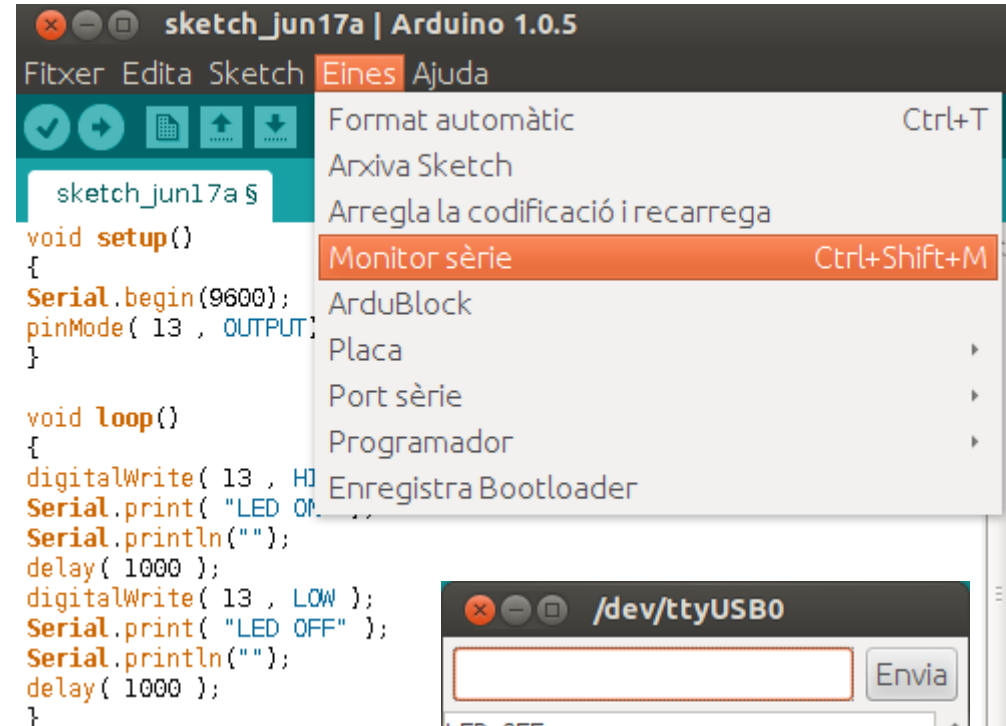 sketch_jun17a | Arduino 1.0.5
Fitxer Edita Sketch Eines Ajuda
Format automàtic Ctrl+T
Arxiva Sketch
Arregla la codificació i recarrega
Monitor sèrie Ctrl+Shift+M
ArduBlock
Placa
Port sèrie
Programador
Enregistra Bootloader
sketch_jun17a §
void setup()
{
Serial.begin(9600);
pinMode( 13 , OUTPUT)
}
void loop()
{
digitalWrite( 13 , HI
Serial.print( "LED ON
Serial.println("");
delay( 1000 );
digitalWrite( 13 , LOW );
Serial.print( "LED OFF" );
Serial.println("");
delay( 1000 );
}
/dev/ttyUSB0
Envia
LED OFF